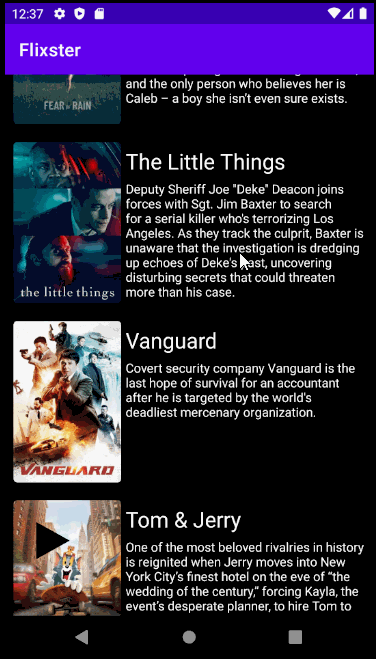 12:37
Flixster
and the only person who believes her is
Caleb – a boy she isn't even sure exists.
FEAR OF RAIN
The Little Things
Deputy Sheriff Joe "Deke" Deacon joins
forces with Sgt. Jim Baxter to search
for a serial killer who's terrorizing Los
Angeles. As they track the culprit, Baxter is
unaware that the investigation is dredging
up echoes of Deke's past, uncovering
disturbing secrets that could threaten
more than his case.
the little things
Vanguard
Covert security company Vanguard is the
last hope of survival for an accountant
after he is targeted by the world's
deadliest mercenary organization.
VANGUARD
Tom & Jerry
One of the most beloved rivalries in history
is reignited when Jerry moves into New
York City's finest hotel on the eve of “the
wedding of the century,” forcing Kayla, the
event's desperate planner, to hire Tom to